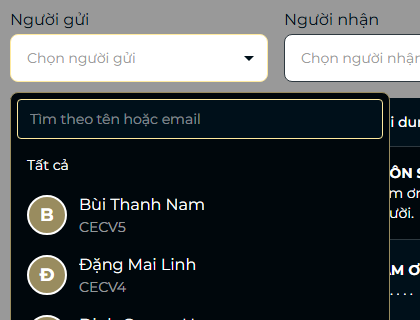 Người gửi
Người nhận
Chọn người gửi
Chọn người nhận
Tìm theo tên hoặc email
Tất cả
B
Bùi Thanh Nam
CECV5
Đ
Đặng Mai Linh
CECV4